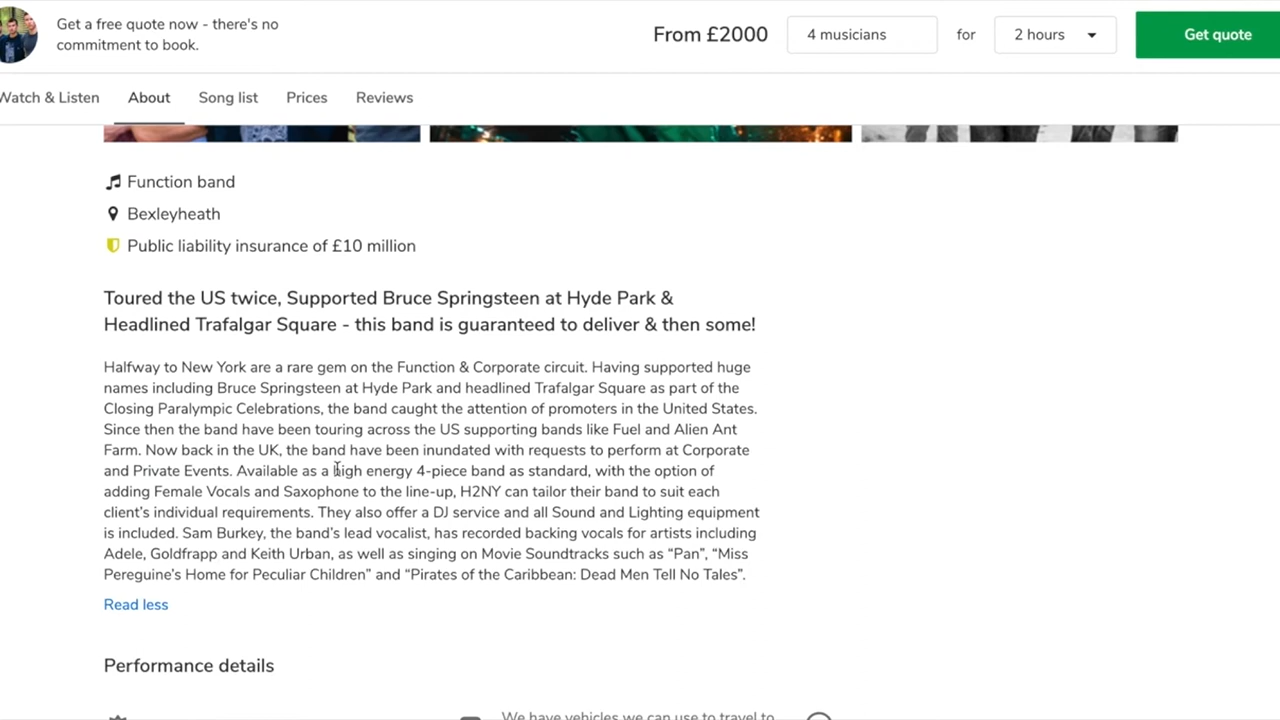 Get a free quote now - there's no
commitment to book.
From £2000
4 musicians
for
2 hours
Get quote
Watch & Listen
About
Song list
Prices
Reviews
Function band
Bexleyheath
Public liability insurance of £10 million
Toured the US twice, Supported Bruce Springsteen at Hyde Park &
Headlined Trafalgar Square - this band is guaranteed to deliver & then some!
Halfway to New York are a rare gem on the Function & Corporate circuit. Having supported huge
names including Bruce Springsteen at Hyde Park and headlined Trafalgar Square as part of the
Closing Paralympic Celebrations, the band caught the attention of promoters in the United States.
Since then the band have been touring across the US supporting bands like Fuel and Alien Ant
Farm. Now back in the UK, the band have been inundated with requests to perform at Corporate
and Private Events. Available as a high energy 4-piece band as standard, with the option of
adding Female Vocals and Saxophone to the line-up, H2NY can tailor their band to suit each
client’s individual requirements. They also offer a DJ service and all Sound and Lighting equipment
is included. Sam Burkey, the band’s lead vocalist, has recorded backing vocals for artists including
Adele, Goldfrapp and Keith Urban, as well as singing on Movie Soundtracks such as “Pan”, “Miss
Pereguine’s Home for Peculiar Children” and “Pirates of the Caribbean: Dead Men Tell No Tales”.
Read less
Performance details
We have vehicles we can use to travel to